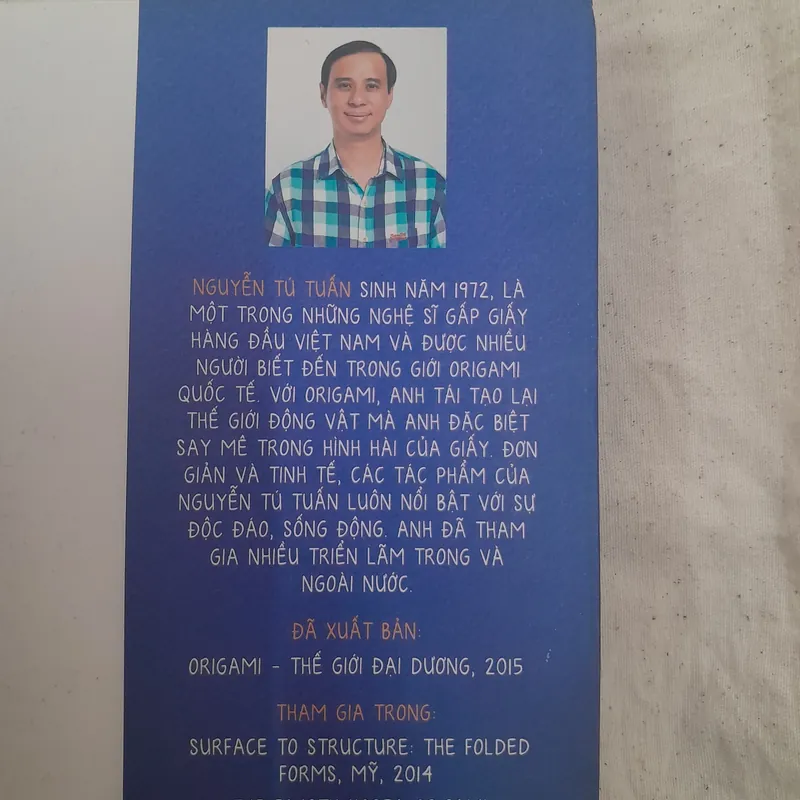 NGUYỄN TÚ TUẤN SINH NĂM 1972, LÀ
MỘT TRONG NHỮNG NGHỆ SĨ GẤP GIẤY
HÀNG ĐẦU VIỆT NAM VÀ ĐƯỢC NHIỀU
NGƯỜI BIẾT ĐẾN TRONG GIỚI ORIGAMI
QUỐC TẾ. VỚI ORIGAMI, ANH TÁI TẠO LẠI
THẾ GIỚI ĐỘNG VẬT MÀ ANH ĐẶC BIỆT
SAY MÊ TRONG HÌNH HÀI CỦA GIẤY. ĐƠN
GIẢN VÀ TINH TẾ, CÁC TÁC PHẨM CỦA
NGUYỄN TÚ TUẤN LUÔN NỔI BẬT VỚI SỰ
ĐỘC ĐÁO, SỐNG ĐỘNG. ANH ĐÃ THAM
GIA NHIỀU TRIỂN LÃM TRONG VÀ
NGOÀI NƯỚC.
ĐÃ XUẤT BẢN:
ORIGAMI - THẾ GIỚI ĐẠI DƯƠNG, 2015
THAM GIA TRONG:
SURFACE TO STRUCTURE: THE FOLDED
FORMS, MỸ, 2014